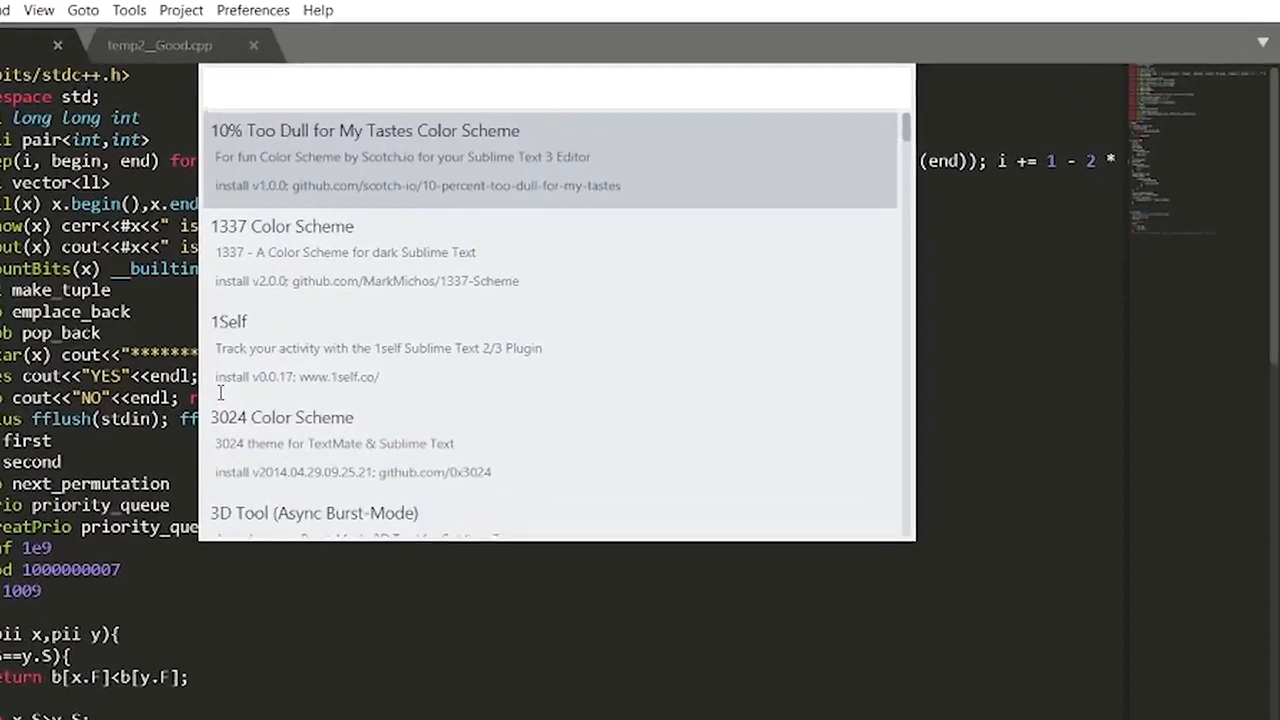 d View Goto Tools Project Preferences Help
temp2__Good.cpp
10% Too Dull for My Tastes Color Scheme
For fun Color Scheme by Scotch.io for your Sublime Text 3 Editor
install v1.0.0; github.com/scotch-io/10-percent-too-dull-for-my-tastes
1337 Color Scheme
1337 - A Color Scheme for dark Sublime Text
install v2.0.0; github.com/MarkMichos/1337-Scheme
1Self
Track your activity with the 1self Sublime Text 2/3 Plugin
install v0.0.17; www.1self.co/
3024 Color Scheme
3024 theme for TextMate & Sublime Text
install v2014.04.29.09.25.21; github.com/0x3024
3D Tool (Async Burst-Mode)
its/stdc++.h>
espace std;
long long int
i pair<int,int>
ep(i, begin, end) for (end)); i += 1 - 2 *
vector<ll>
l(x) x.begin(),x.end
how(x) cerr<<#x<<" is
out(x) cout<<#x<<" is
ountBits(x) __builtin
t make_tuple
o emplace_back
ob pop_back
tar(x) cout<<"*******
es cout<<"YES"<<endl;
o cout<<"NO"<<endl; r
lus fflush(stdin); ff
first
second
o next_permutation
rio priority_queue
reatPrio priority_que
nf 1e9
od 1000000007
1009
pii x,pii y){
S==y.S){
turn b[x.F]<b[y.F];
x.S>y.S;